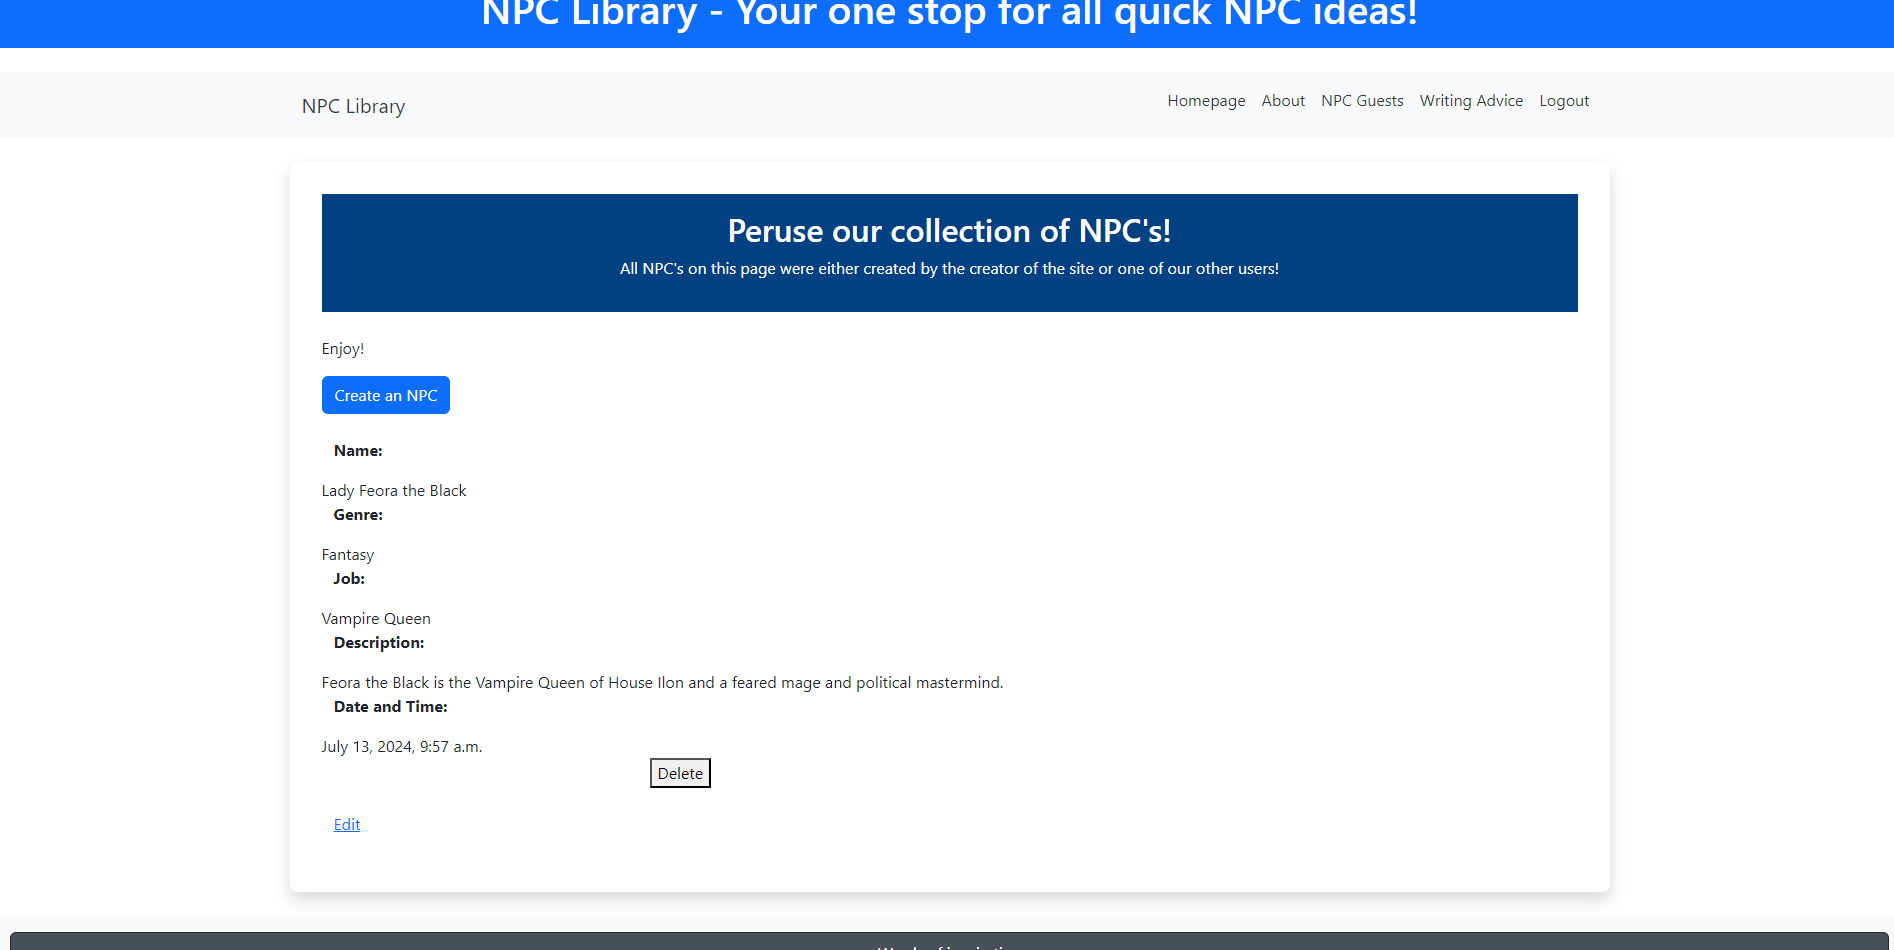 NPC Library - Your one stop for all quick NPC ideas!
NPC Library
Homepage About NPC Guests Writing Advice Logout
Peruse our collection of NPC's!
All NPC's on this page were either created by the creator of the site or one of our other users!
Enjoy!
Create an NPC
Name:
Lady Feora the Black
Genre:
Fantasy
Job:
Vampire Queen
Description:
Feora the Black is the Vampire Queen of House Ilon and a feared mage and political mastermind.
Date and Time:
July 13, 2024, 9:57 a.m.
Delete
Edit